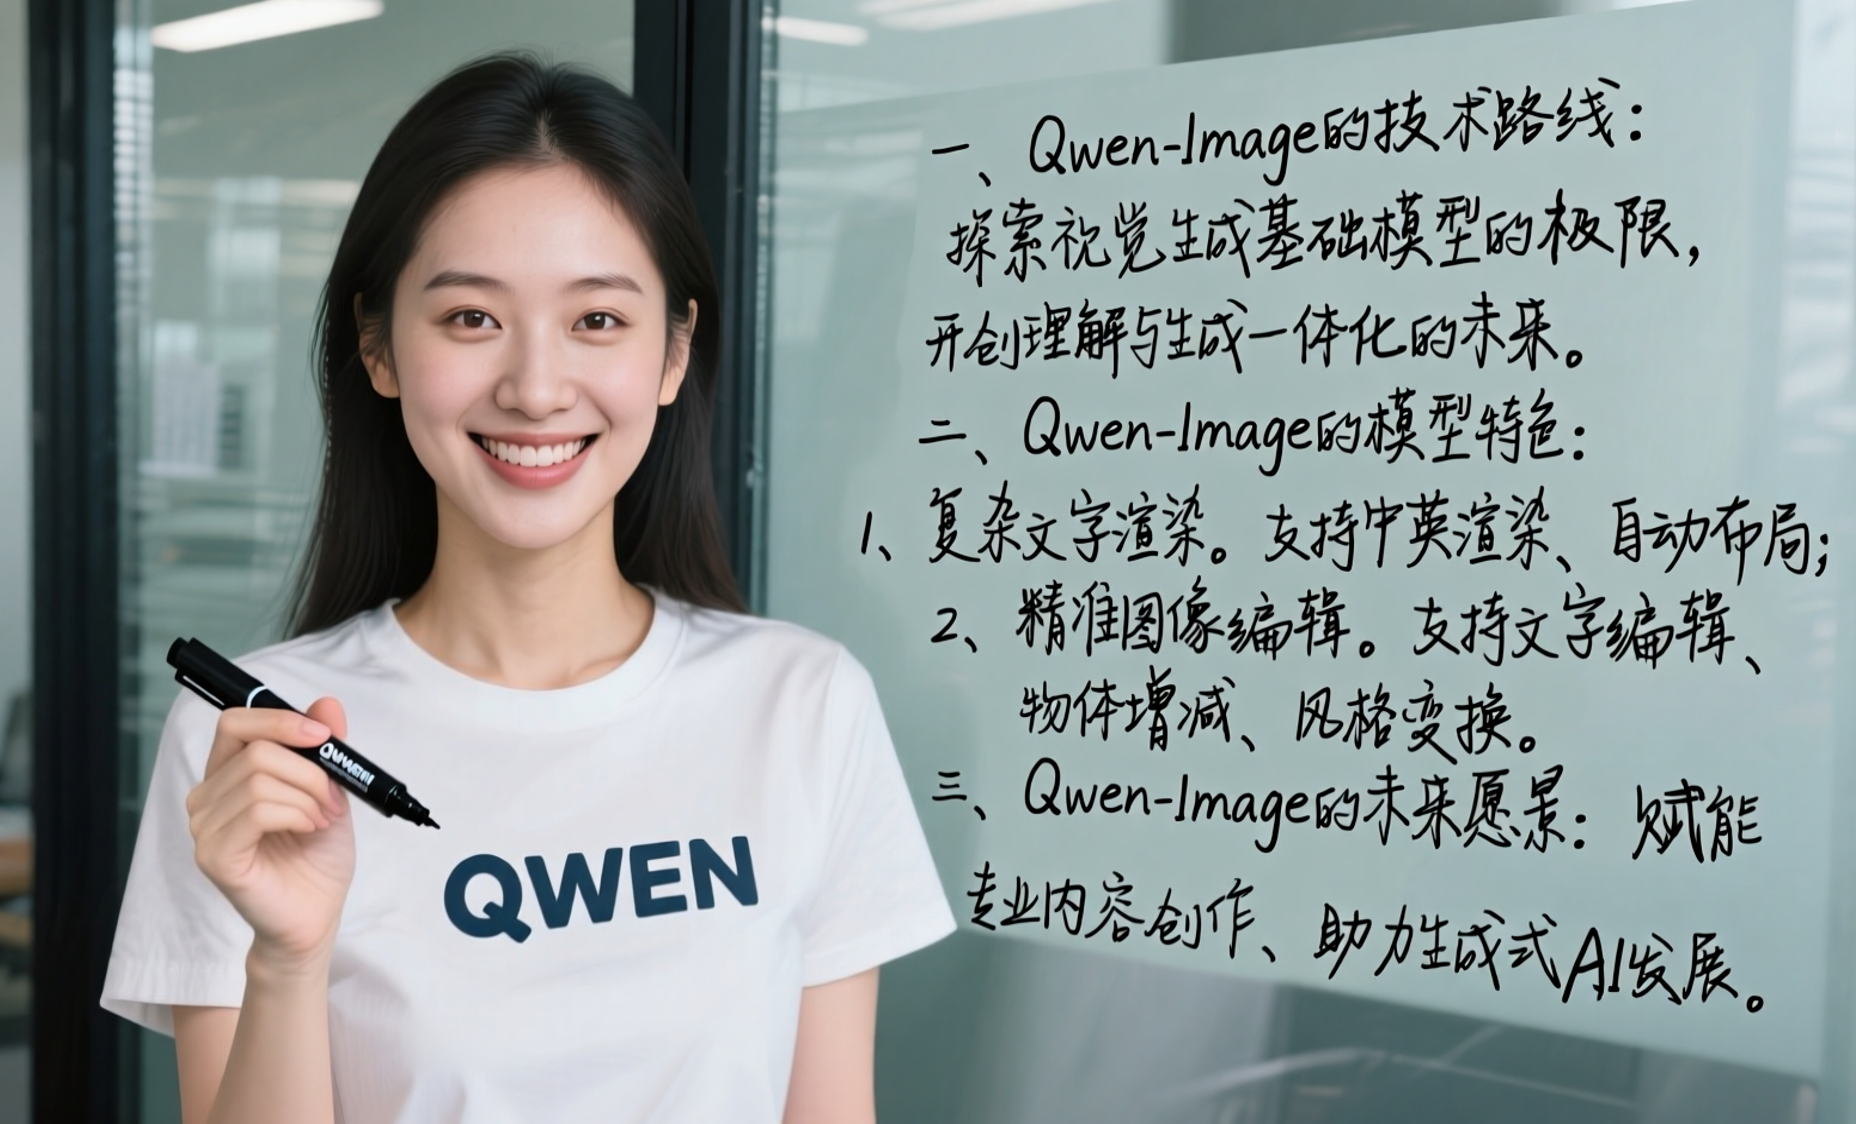 一、Qwen-Image的技术路线：
探索视觉生成基础模型的极限，
开创理解与生成一体化的未来。
二、Qwen-Image的模型特色：
1、复杂文字渲染。支持中英渲染、自动布局；
2、精准图像编辑。支持文字编辑、
物体增减、风格变换。
三、Qwen-Image的未来愿景：赋能
专业内容创作、助力生成式AI发展。
QWEN